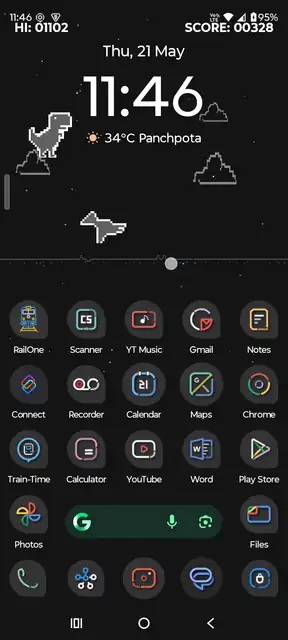 11:46 95%
HI: 01102 SCORE: 00328
Thu, 21 May
11:46
34°C Panchpota
RailOne Scanner YT Music Gmail Notes
Connect Recorder Calendar Maps Chrome
Train-Time Calculator YouTube Word Play Store
Photos Files